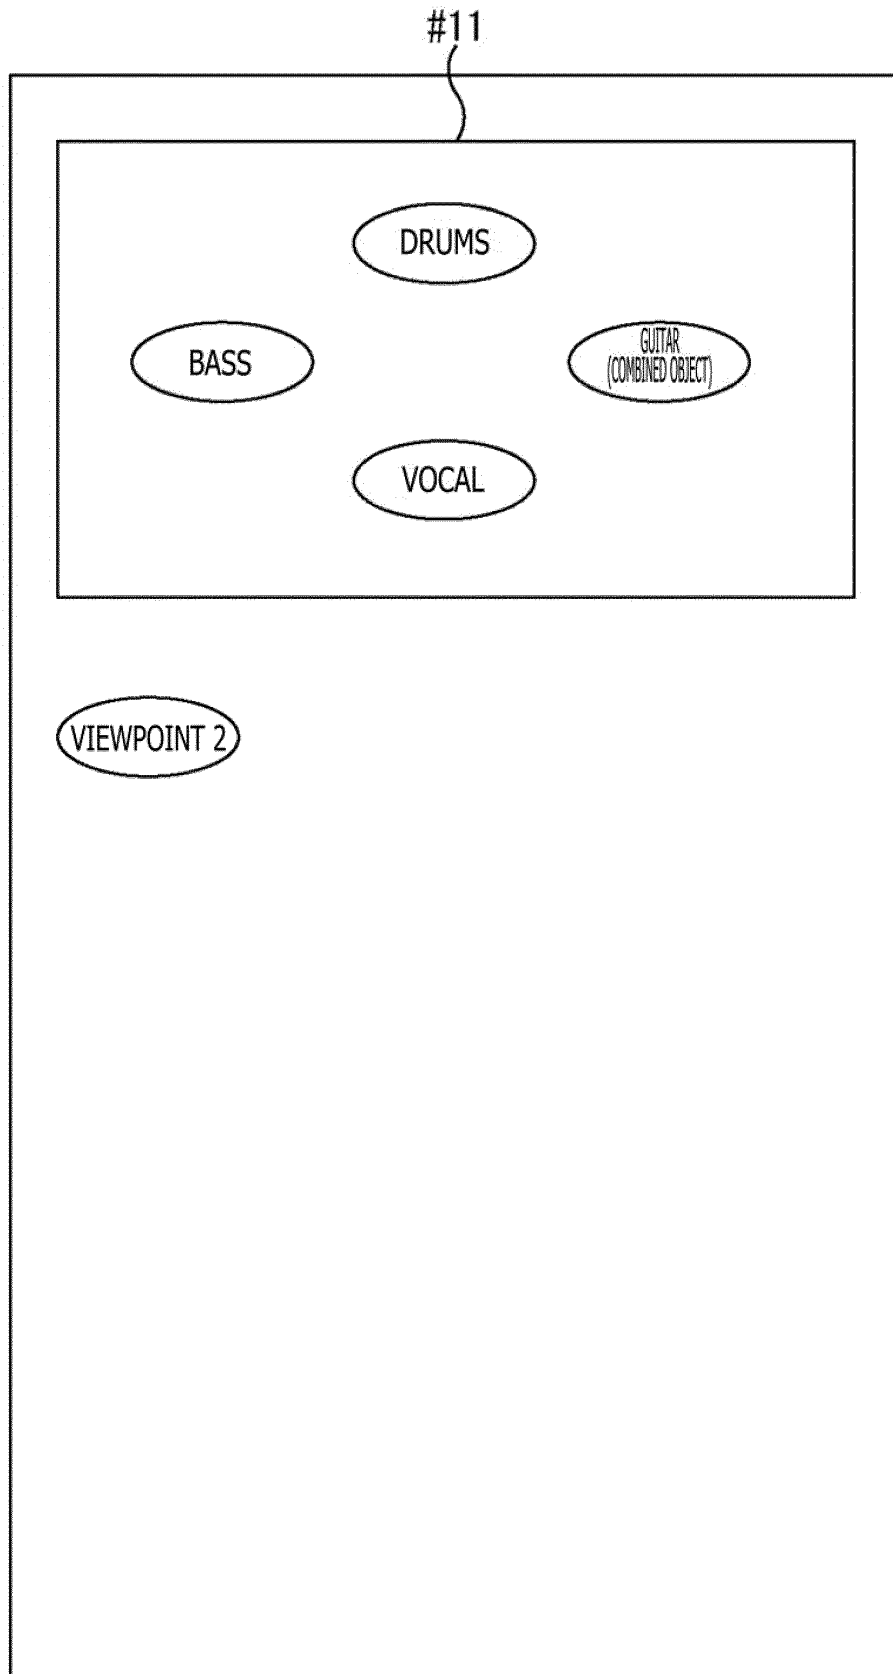 #11
DRUMS
BASS
GUITAR
(COMBINED OBJECT)
VOCAL
VIEWPOINT 2